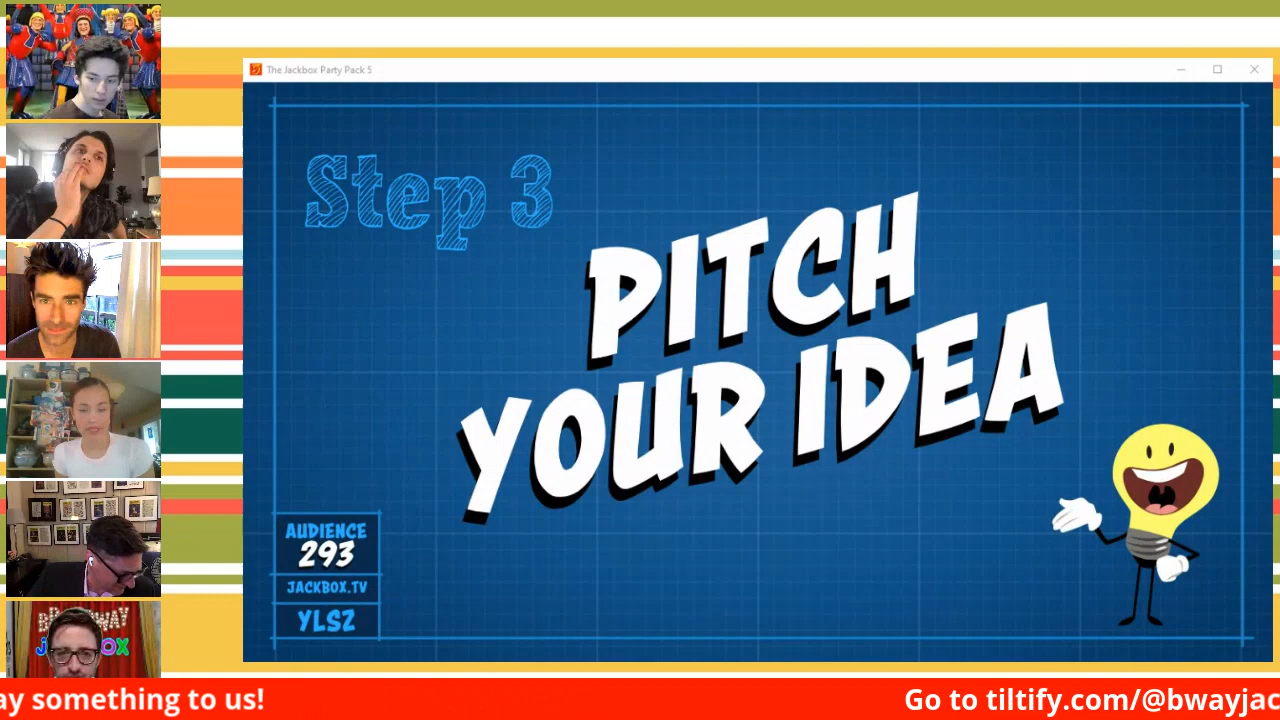 The Jackbox Party Pack 5
Step 3
PITCH
YOUR IDEA
AUDIENCE
293
JACKBOX.TV
YLSZ
ay something to us!
Go to tiltify.com/@bwayjac